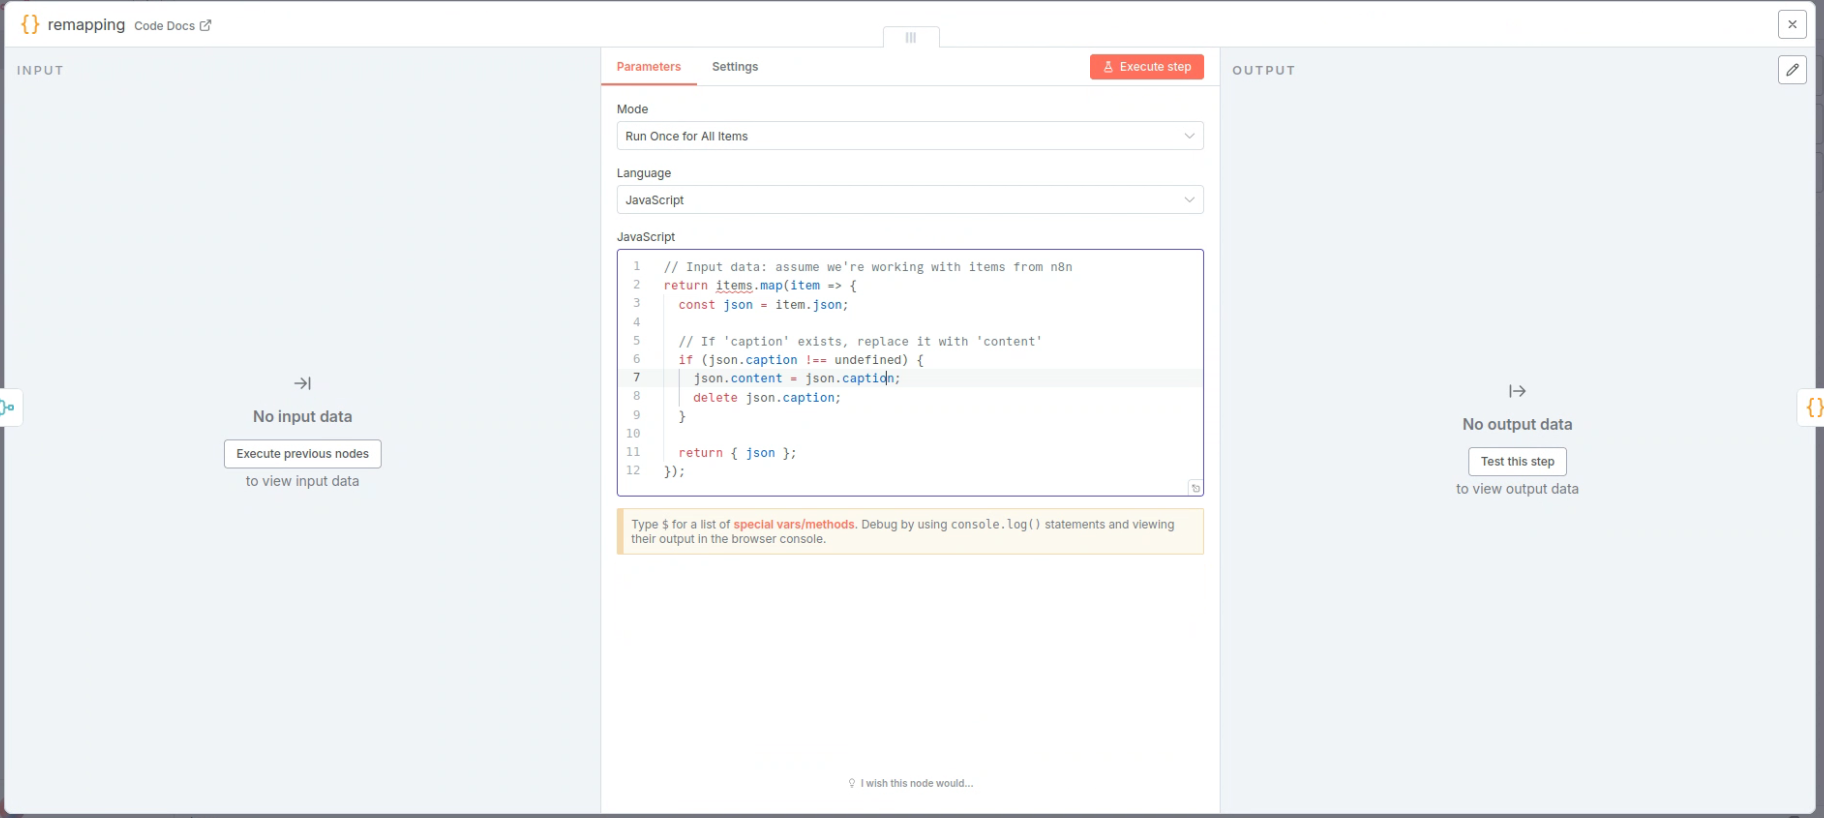 {} remapping Code Docs
INPUT
Parameters Settings Execute step
OUTPUT
Mode
Run Once for All Items
Language
JavaScript
JavaScript
1 // Input data: assume we're working with items from n8n
2 return items.map(item => {
3 const json = item.json;
4
5 // If 'caption' exists, replace it with 'content'
6 if (json.caption !== undefined) {
7 json.content = json.caption;
8 delete json.caption;
9 }
10
11 return { json };
12 });
Type $ for a list of special vars/methods. Debug by using console.log() statements and viewing
their output in the browser console.
I wish this node would...
No input data
Execute previous nodes
to view input data
No output data
Test this step
to view output data
{}